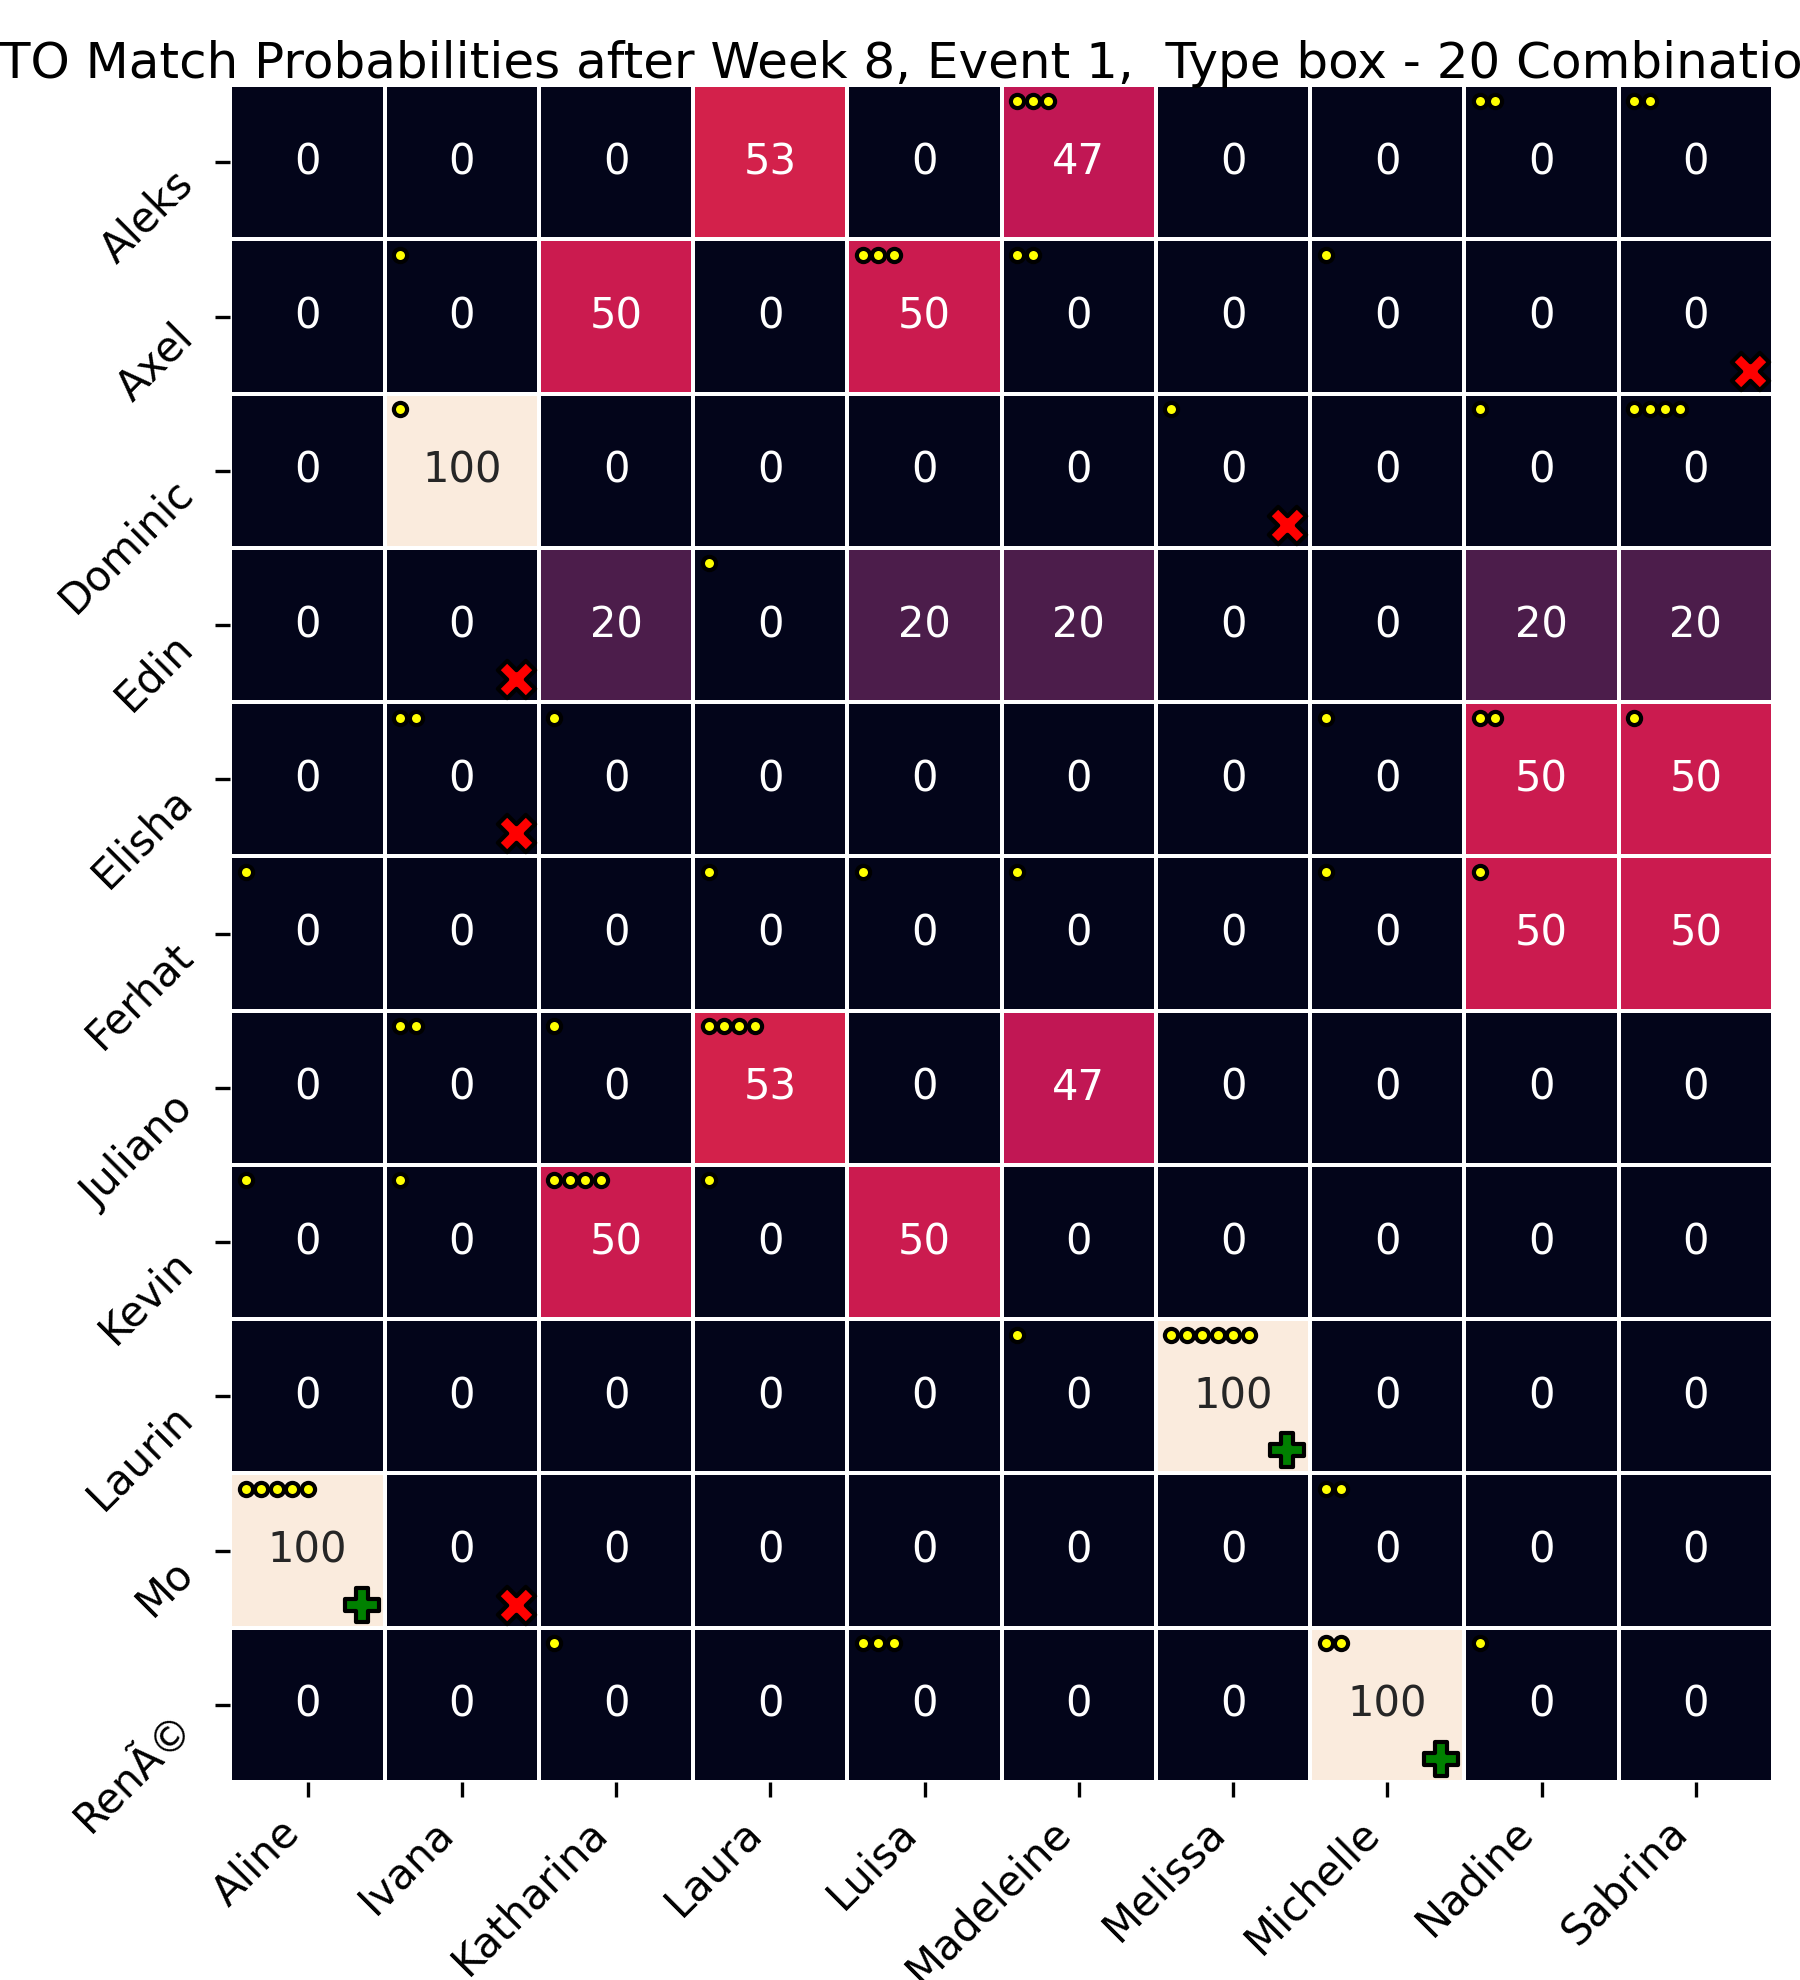 TO Match Probabilities after Week 8, Event 1,  Type box - 20 Combinatio
Aleks 0 0 0 53 0 47 0 0 0 0
Axel 0 0 50 0 50 0 0 0 0 0
Dominic 0 100 0 0 0 0 0 0 0 0
Edin 0 0 20 0 20 20 0 0 20 20
Elisha 0 0 0 0 0 0 0 0 50 50
Ferhat 0 0 0 0 0 0 0 0 50 50
Juliano 0 0 0 53 0 47 0 0 0 0
Kevin 0 0 50 0 50 0 0 0 0 0
Laurin 0 0 0 0 0 0 100 0 0 0
Mo 100 0 0 0 0 0 0 0 0 0
RenÃ© 0 0 0 0 0 0 0 100 0 0
Aline Ivana Katharina Laura Luisa Madeleine Melissa Michelle Nadine Sabrina